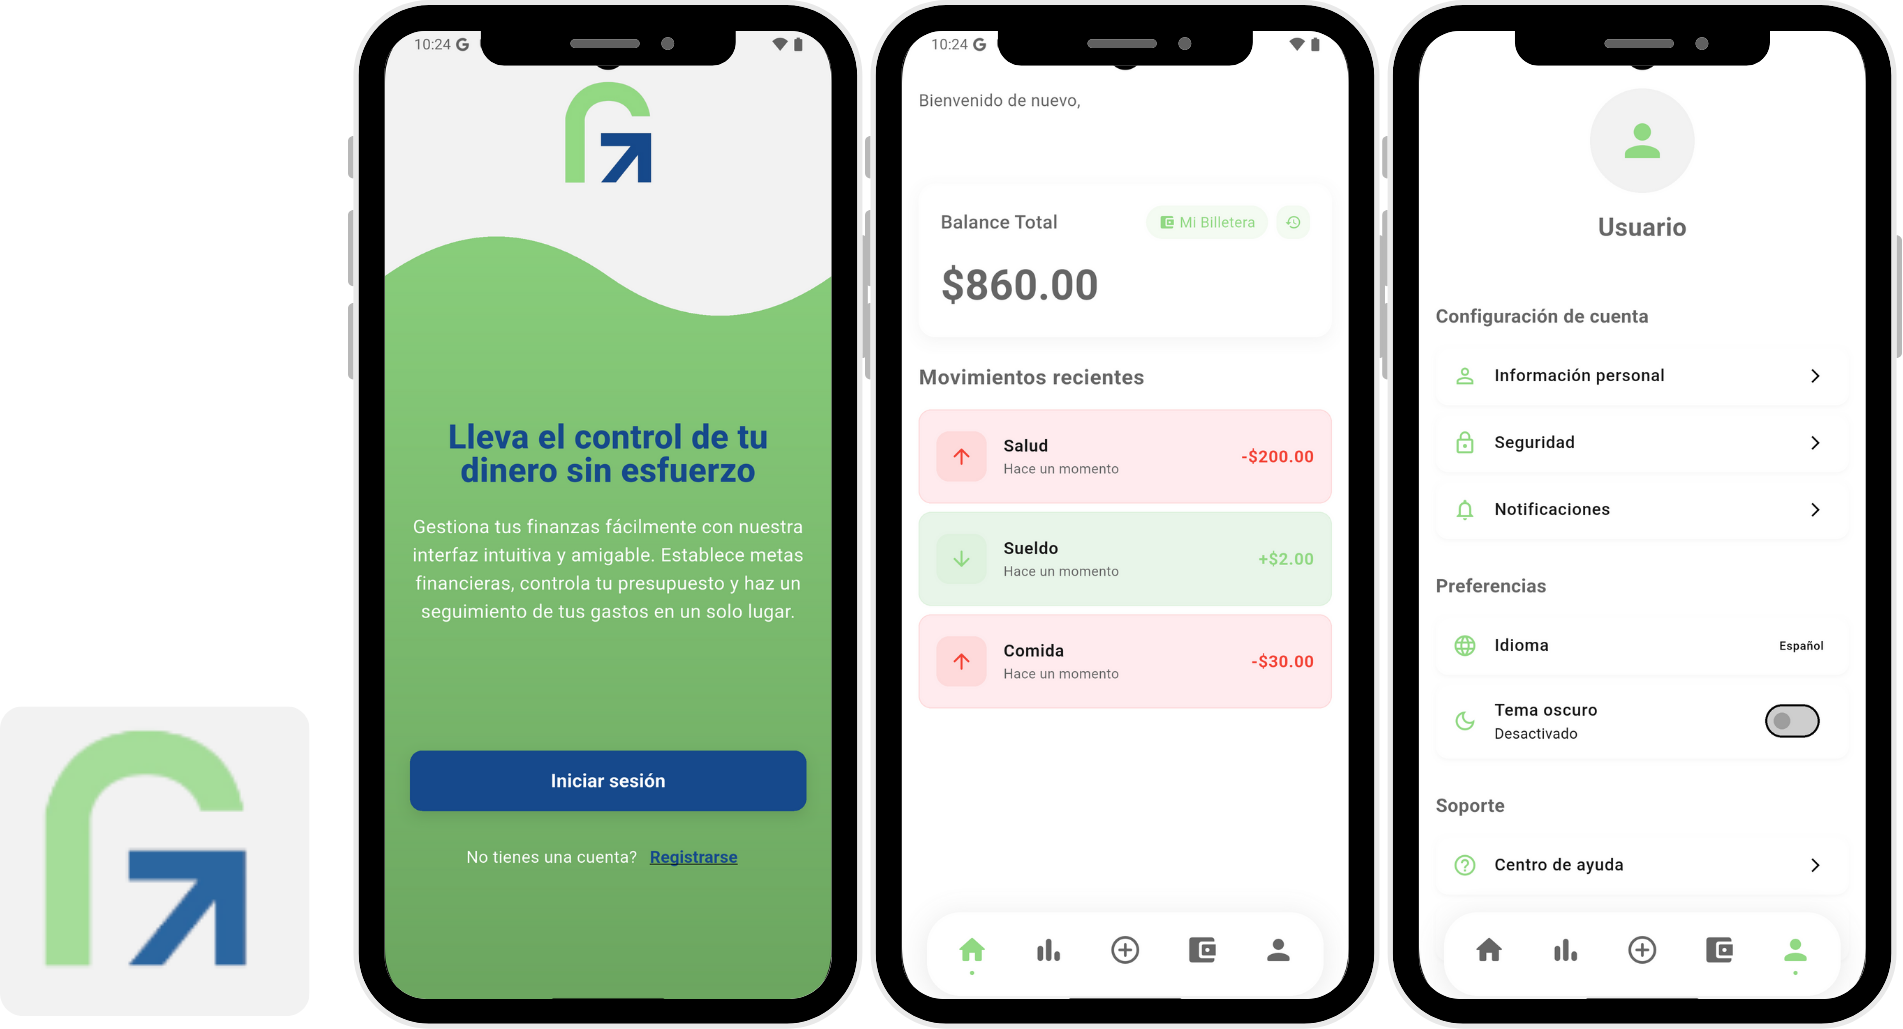 10:24 G
Lleva el control de tu
dinero sin esfuerzo
Gestiona tus finanzas fácilmente con nuestra
interfaz intuitiva y amigable. Establece metas
financieras, controla tu presupuesto y haz un
seguimiento de tus gastos en un solo lugar.
Iniciar sesión
No tienes una cuenta? Registrarse
10:24 G
Bienvenido de nuevo,
Balance Total
Mi Billetera
$860.00
Movimientos recientes
Salud
Hace un momento
-$200.00
Sueldo
Hace un momento
+$2.00
Comida
Hace un momento
-$30.00
Usuario
Configuración de cuenta
Información personal
Seguridad
Notificaciones
Preferencias
Idioma
Español
Tema oscuro
Desactivado
Soporte
Centro de ayuda